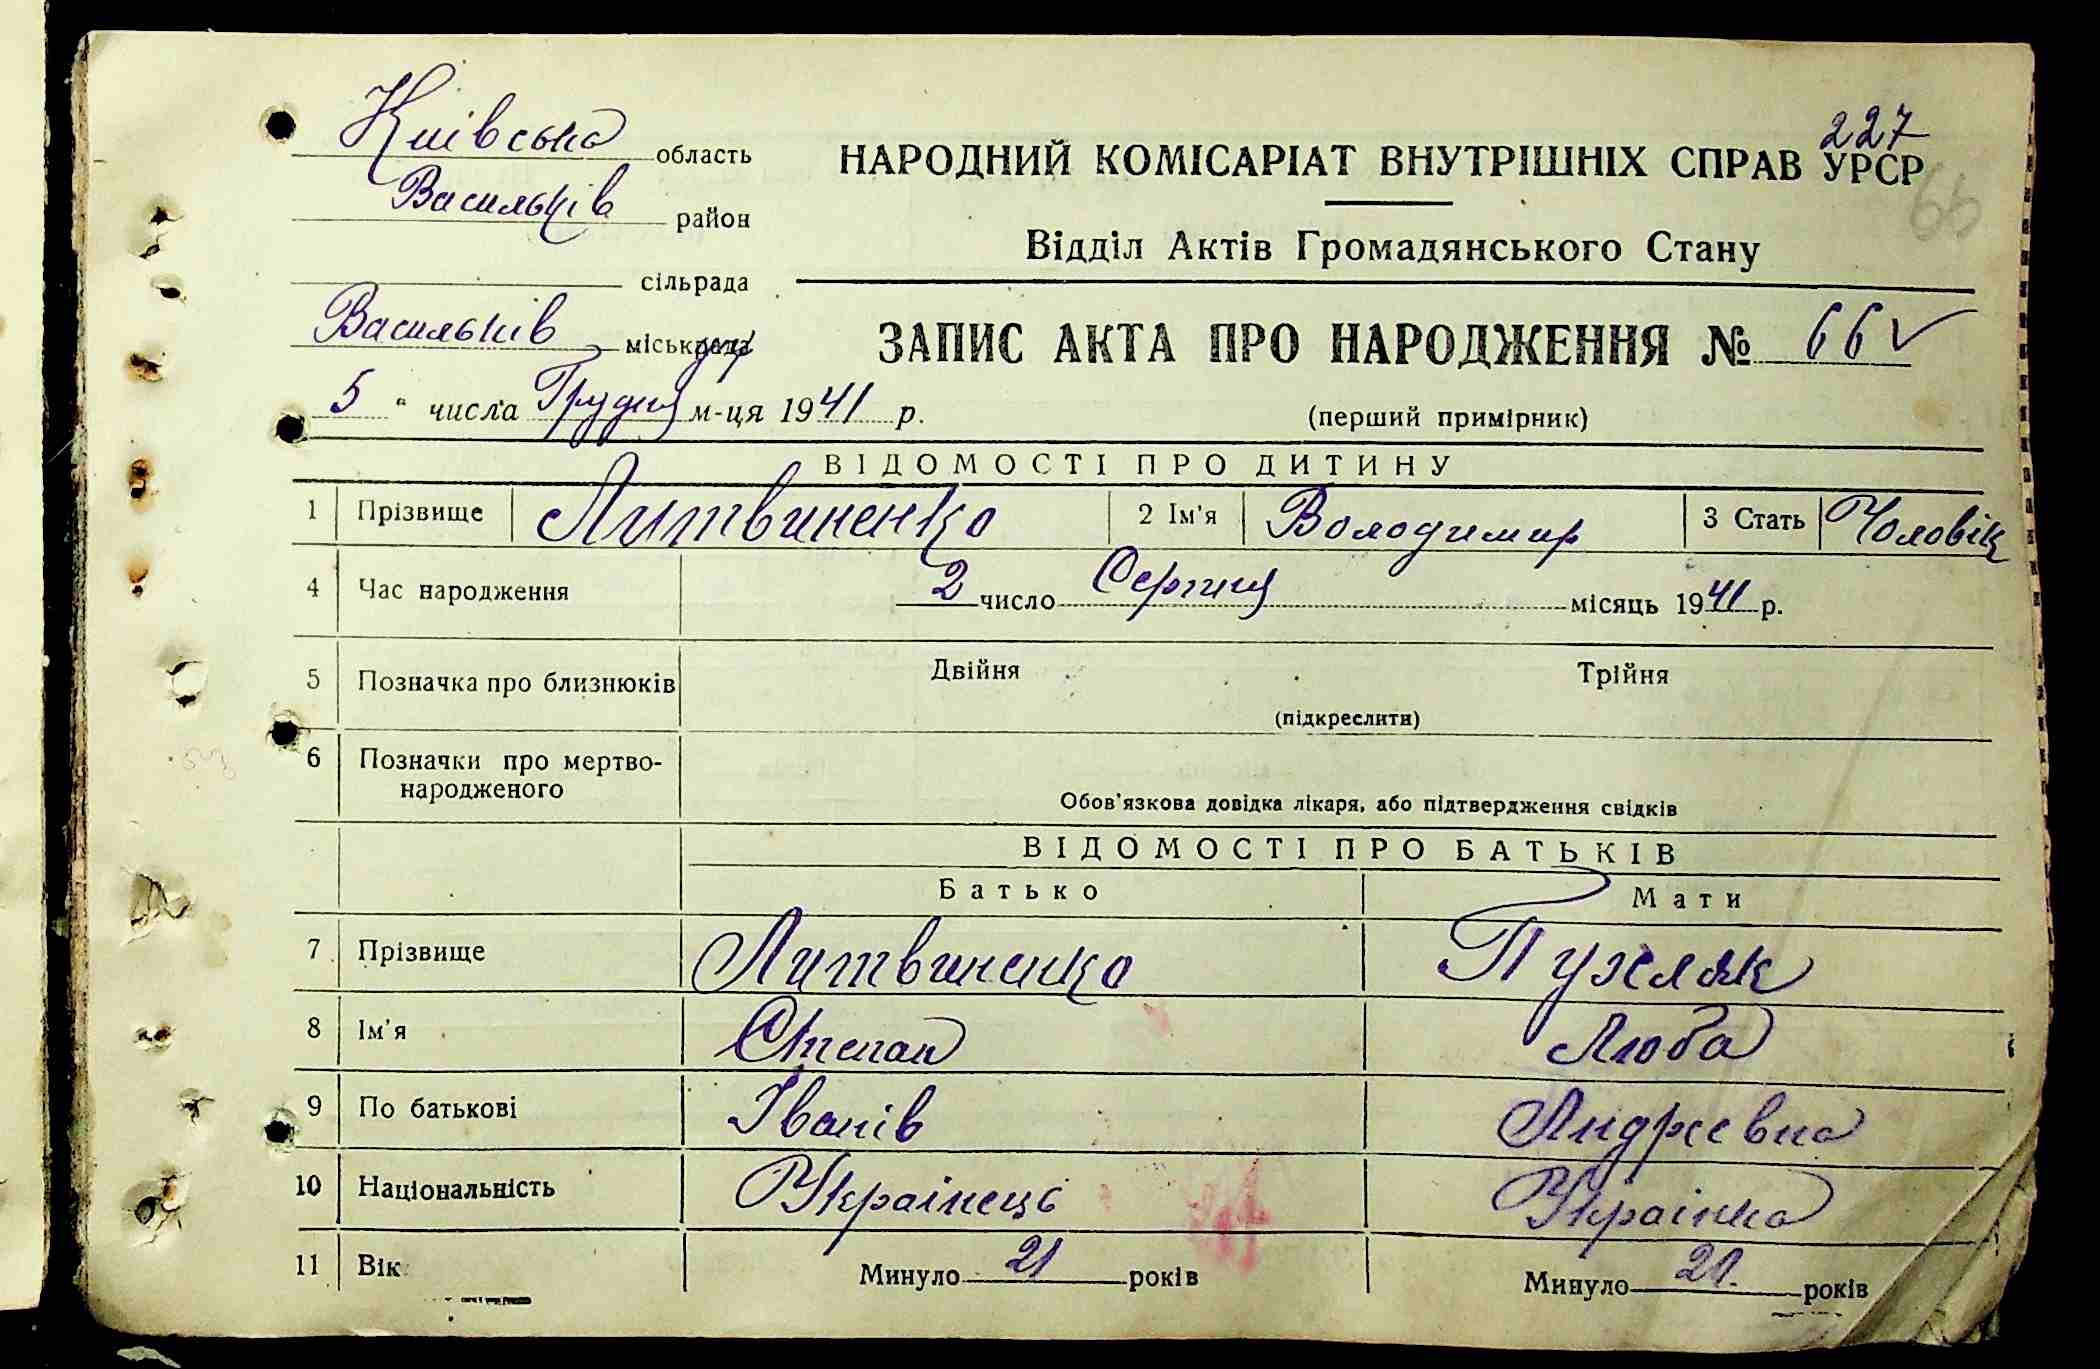 227
Київська область
НАРОДНИЙ КОМІСАРІАТ ВНУТРІШНІХ СПРАВ УРСР
66
Васильків район
Відділ Актів Громадянського Стану
сільрада
Васильків міськрада
ЗАПИС АКТА ПРО НАРОДЖЕННЯ № 66
5 " числа Грудня м-ця 1941 р.
(перший примірник)
ВІДОМОСТІ ПРО ДИТИНУ
1 Прізвище Литвиненко 2 Ім'я Володимир 3 Стать Чоловік
4 Час народження 2 число Серпня місяць 1941 р.
5 Позначка про близнюків Двійня Трійня
(підкреслити)
6 Позначки про мертво-
народженого
Обов'язкова довідка лікаря, або підтвердження свідків
ВІДОМОСТІ ПРО БАТЬКІВ
Батько Мати
7 Прізвище Литвиненко Пухляк
8 Ім'я Степан Люба
9 По батькові Іванів Андреєвна
10 Національність Українець Українка
11 Вік Минуло 21 років Минуло 21 років